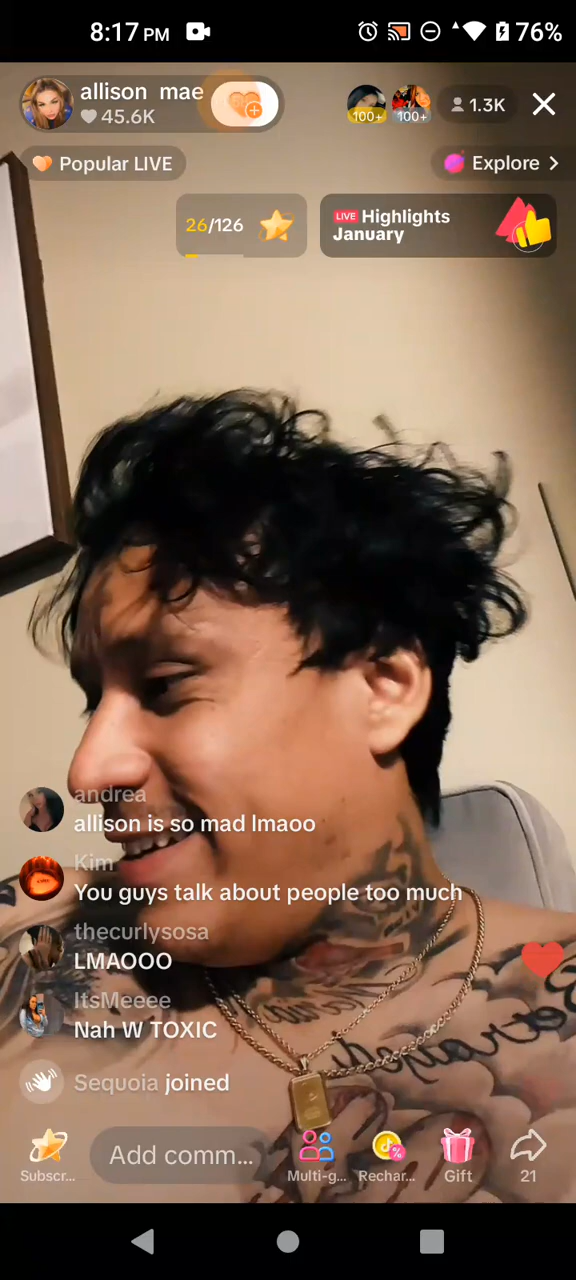 8:17 PM
76%
allison mae
45.6K
100+
100+
1.3K
Popular LIVE
Explore >
26/126
LIVE Highlights
January
andrea
allison is so mad lmaoo
Kim
You guys talk about people too much
thecurlysosa
LMAOOO
ItsMeeee
Nah W TOXIC
Sequoia joined
Subscr...
Add comm...
Multi-g...
Rechar...
Gift
21